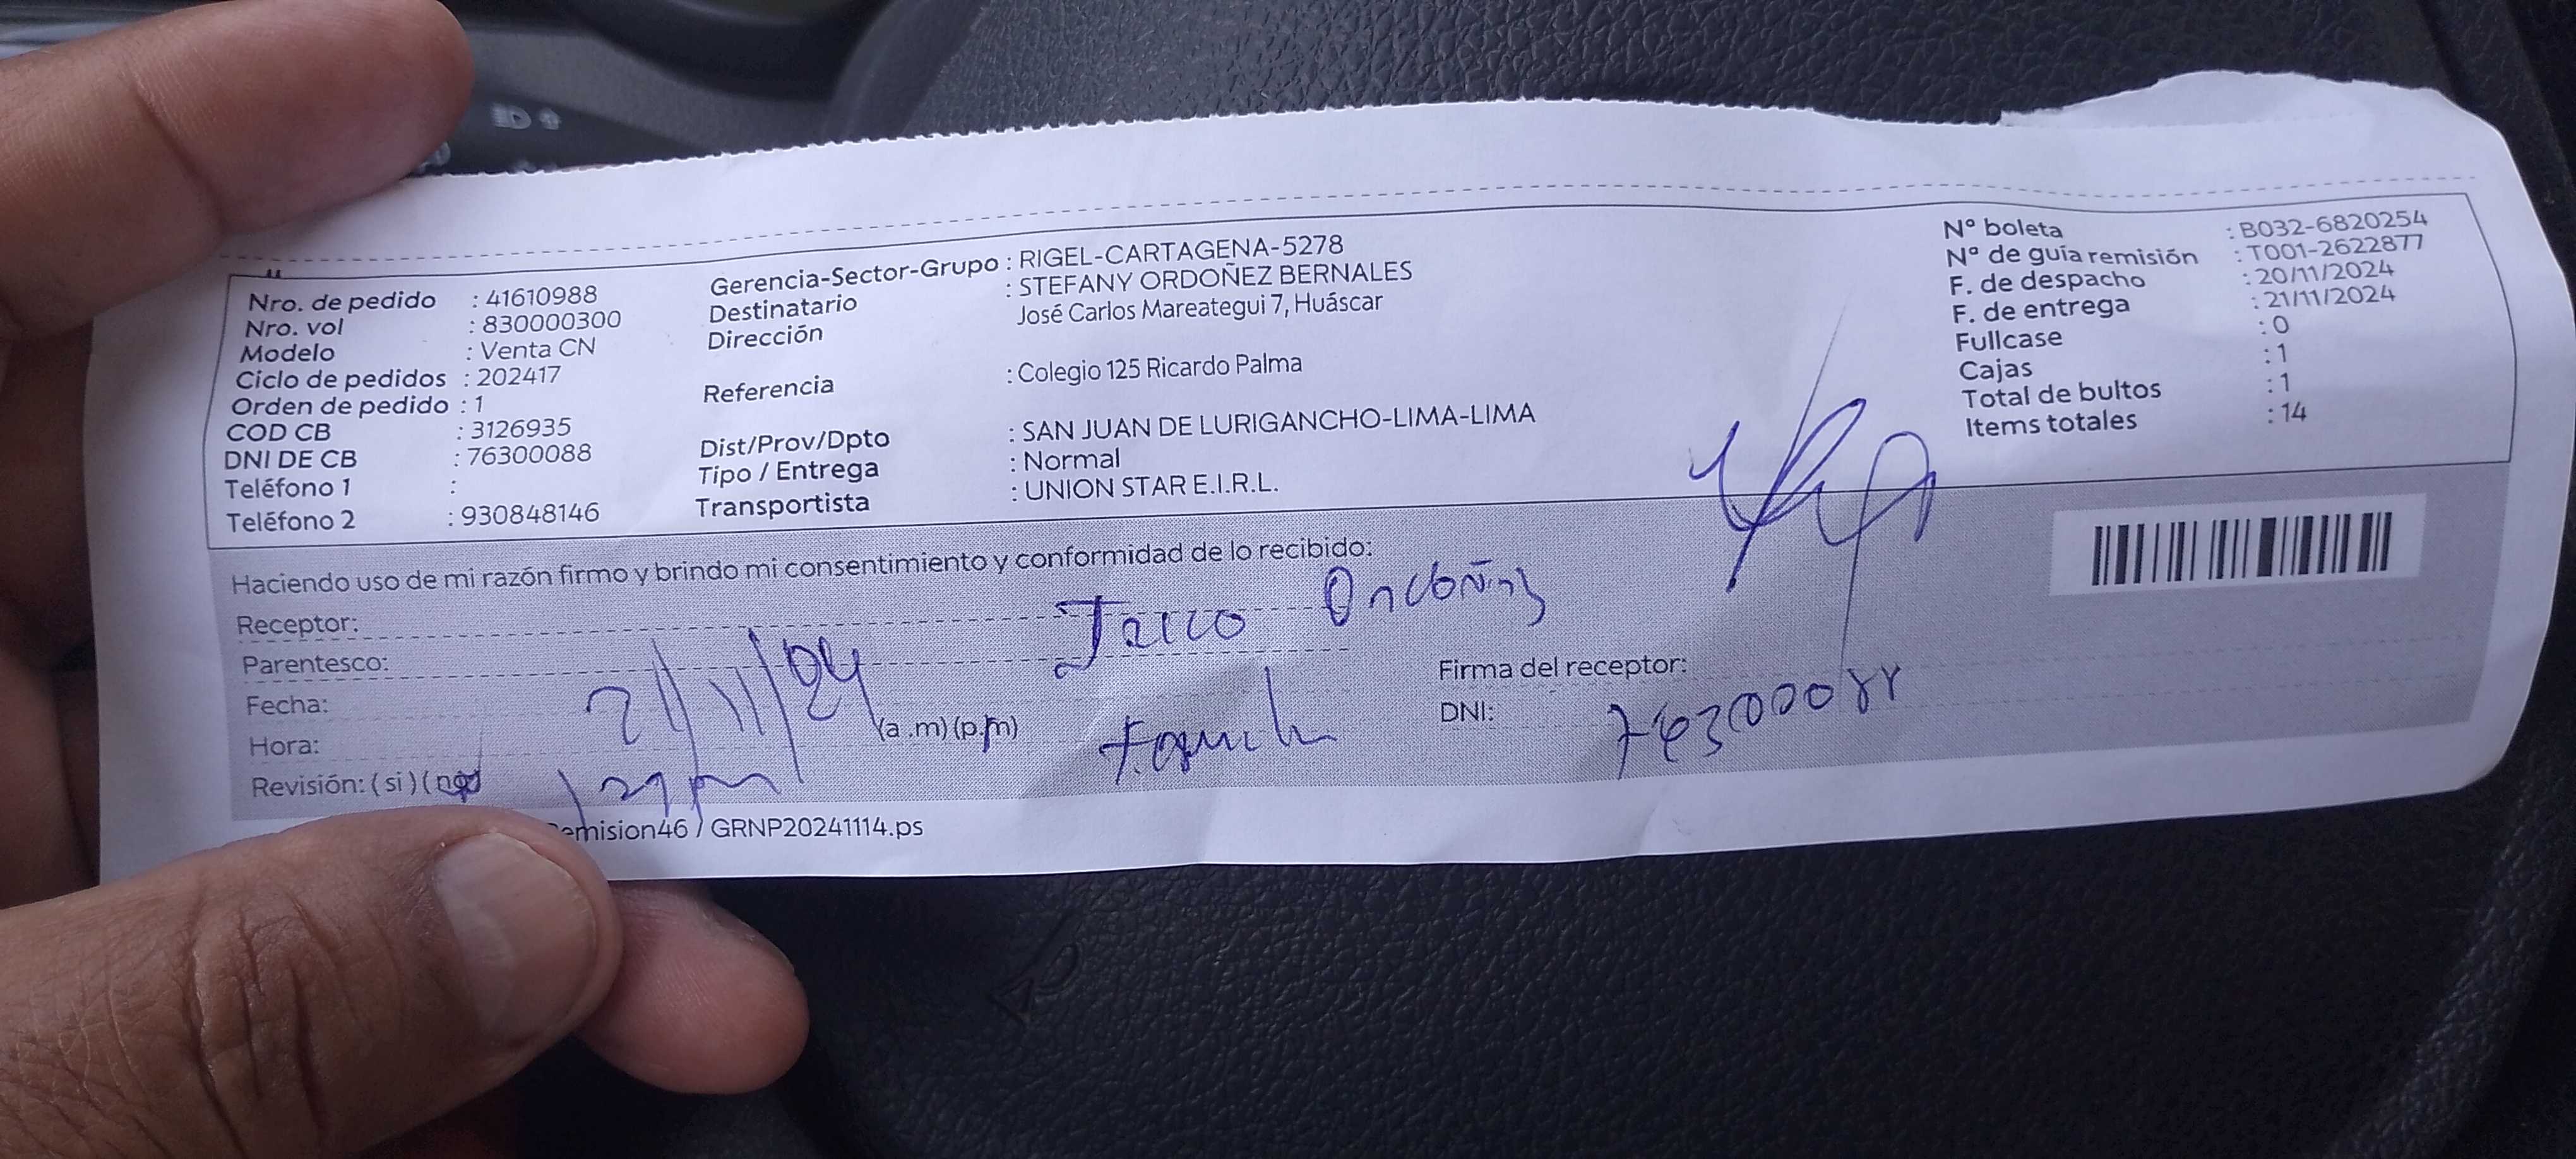 Nro. de pedido : 41610988
Nro. vol : 830000300
Modelo : Venta CN
Ciclo de pedidos : 202417
Orden de pedido : 1
COD CB : 3126935
DNI DE CB : 76300088
Teléfono 1 :
Teléfono 2 : 930848146
Gerencia-Sector-Grupo : RIGEL-CARTAGENA-5278
Destinatario : STEFANY ORDOÑEZ BERNALES
Dirección José Carlos Mareategui 7, Huáscar
Referencia : Colegio 125 Ricardo Palma
Dist/Prov/Dpto : SAN JUAN DE LURIGANCHO-LIMA-LIMA
Tipo / Entrega : Normal
Transportista : UNION STAR E.I.R.L.
Nº boleta : B032-6820254
Nº de guía remisión : T001-2622877
F. de despacho : 20/11/2024
F. de entrega : 21/11/2024
Fullcase : 0
Cajas : 1
Total de bultos : 1
Items totales : 14
Haciendo uso de mi razón firmo y brindo mi consentimiento y conformidad de lo recibido:
Receptor:
Parentesco:
Fecha: 21/11/24
Hora: (a.m) (p.m)
Revisión: (si) (no)
Firma del receptor:
DNI: 76300088
emision46 / GRNP20241114.ps